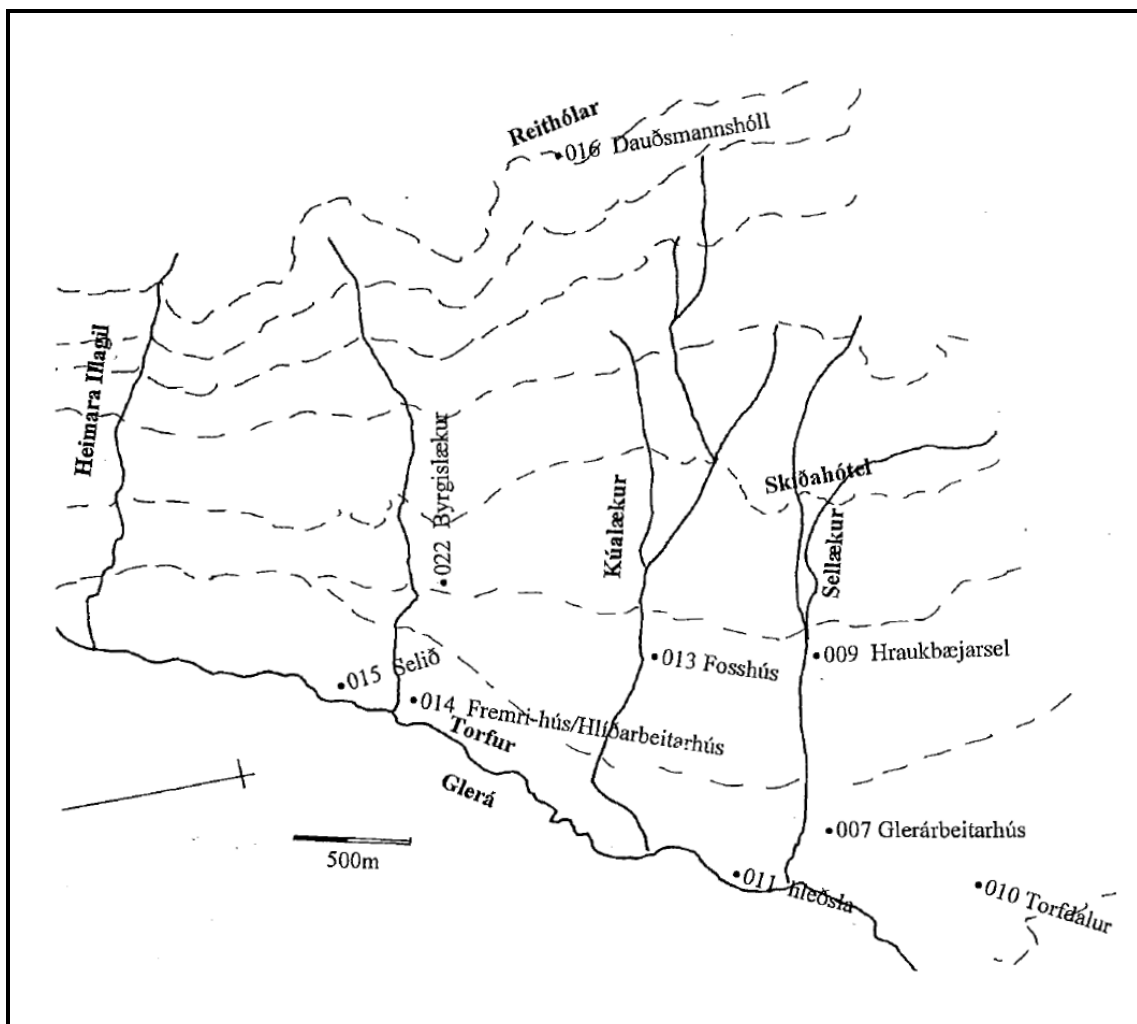 Reithólar
016 Dauðsmannshóll
Heimara Illagil
022 Byrgislækur
Skíðahótel
Kúalækur
Sellækur
015 Selið
013 Fosshús
009 Hraukbæjarsel
014 Fremri-hús/Hlíðarbeitarhús
Torfur
Glerá
500m
007 Glerárbeitarhús
011 hleðsla
010 Torfdalur